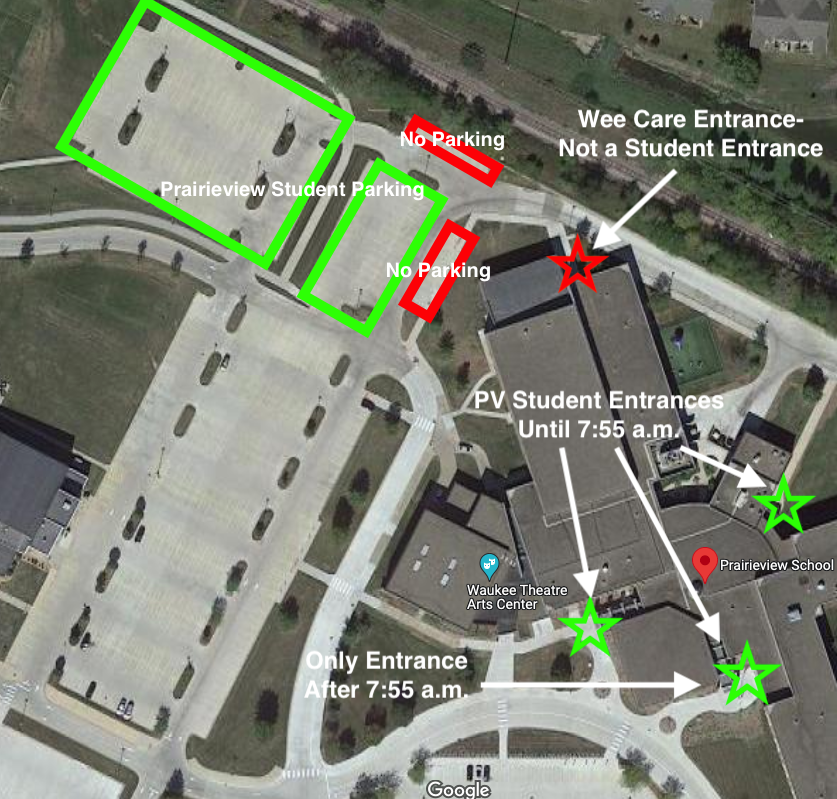 No Parking
Wee Care Entrance-
Not a Student Entrance
Prairieview Student Parking
No Parking
PV Student Entrances
Until 7:55 a.m.
Prairieview School
Waukee Theatre
Arts Center
Only Entrance
After 7:55 a.m.
Google